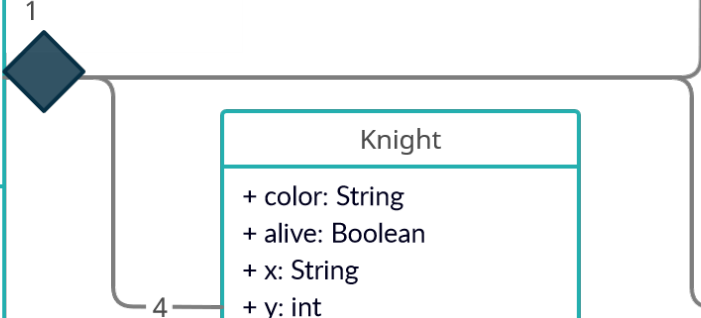 1
Knight
+ color: String
+ alive: Boolean
+ x: String
+ y: int
4